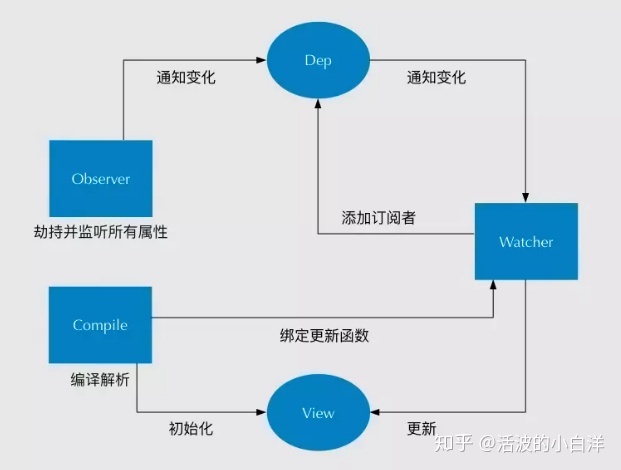 Dep
通知变化
通知变化
Observer
劫持并监听所有属性
添加订阅者
Watcher
Compile
绑定更新函数
编译解析
View
初始化
更新
知乎 @活波的小白洋